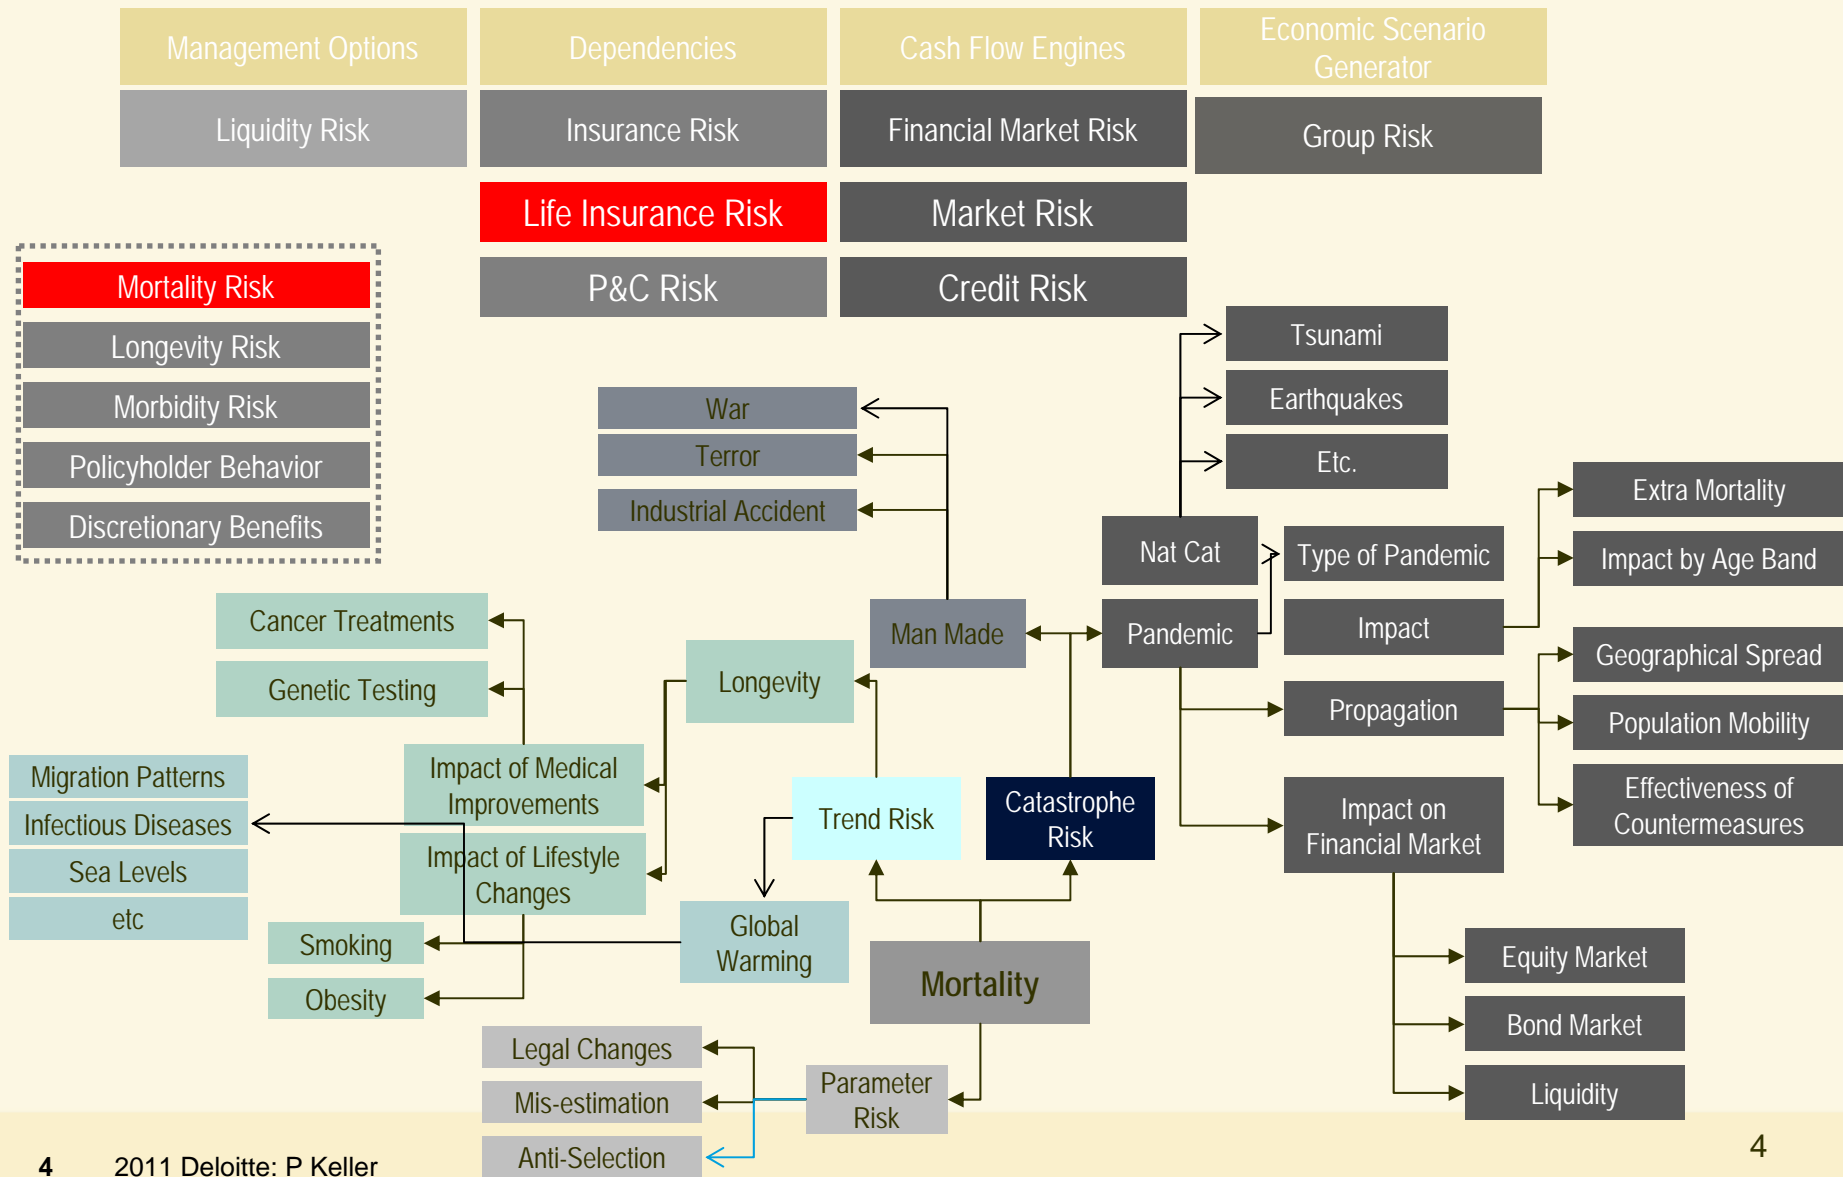 Management Options
Dependencies
Cash Flow Engines
Economic Scenario
Generator
Liquidity Risk
Insurance Risk
Financial Market Risk
Group Risk
Life Insurance Risk
Market Risk
P&C Risk
Credit Risk
Mortality Risk
Longevity Risk
Morbidity Risk
Policyholder Behavior
Discretionary Benefits
Tsunami
Earthquakes
Etc.
War
Terror
Industrial Accident
Nat Cat
Type of Pandemic
Extra Mortality
Impact by Age Band
Cancer Treatments
Genetic Testing
Longevity
Man Made
Pandemic
Impact
Geographical Spread
Propagation
Population Mobility
Migration Patterns
Infectious Diseases
Sea Levels
etc
Impact of Medical
Improvements
Impact of Lifestyle
Changes
Trend Risk
Catastrophe
Risk
Impact on
Financial Market
Effectiveness of
Countermeasures
Smoking
Obesity
Global
Warming
Mortality
Equity Market
Bond Market
Liquidity
Legal Changes
Mis-estimation
Anti-Selection
Parameter
Risk
4 2011 Deloitte: P Keller
4